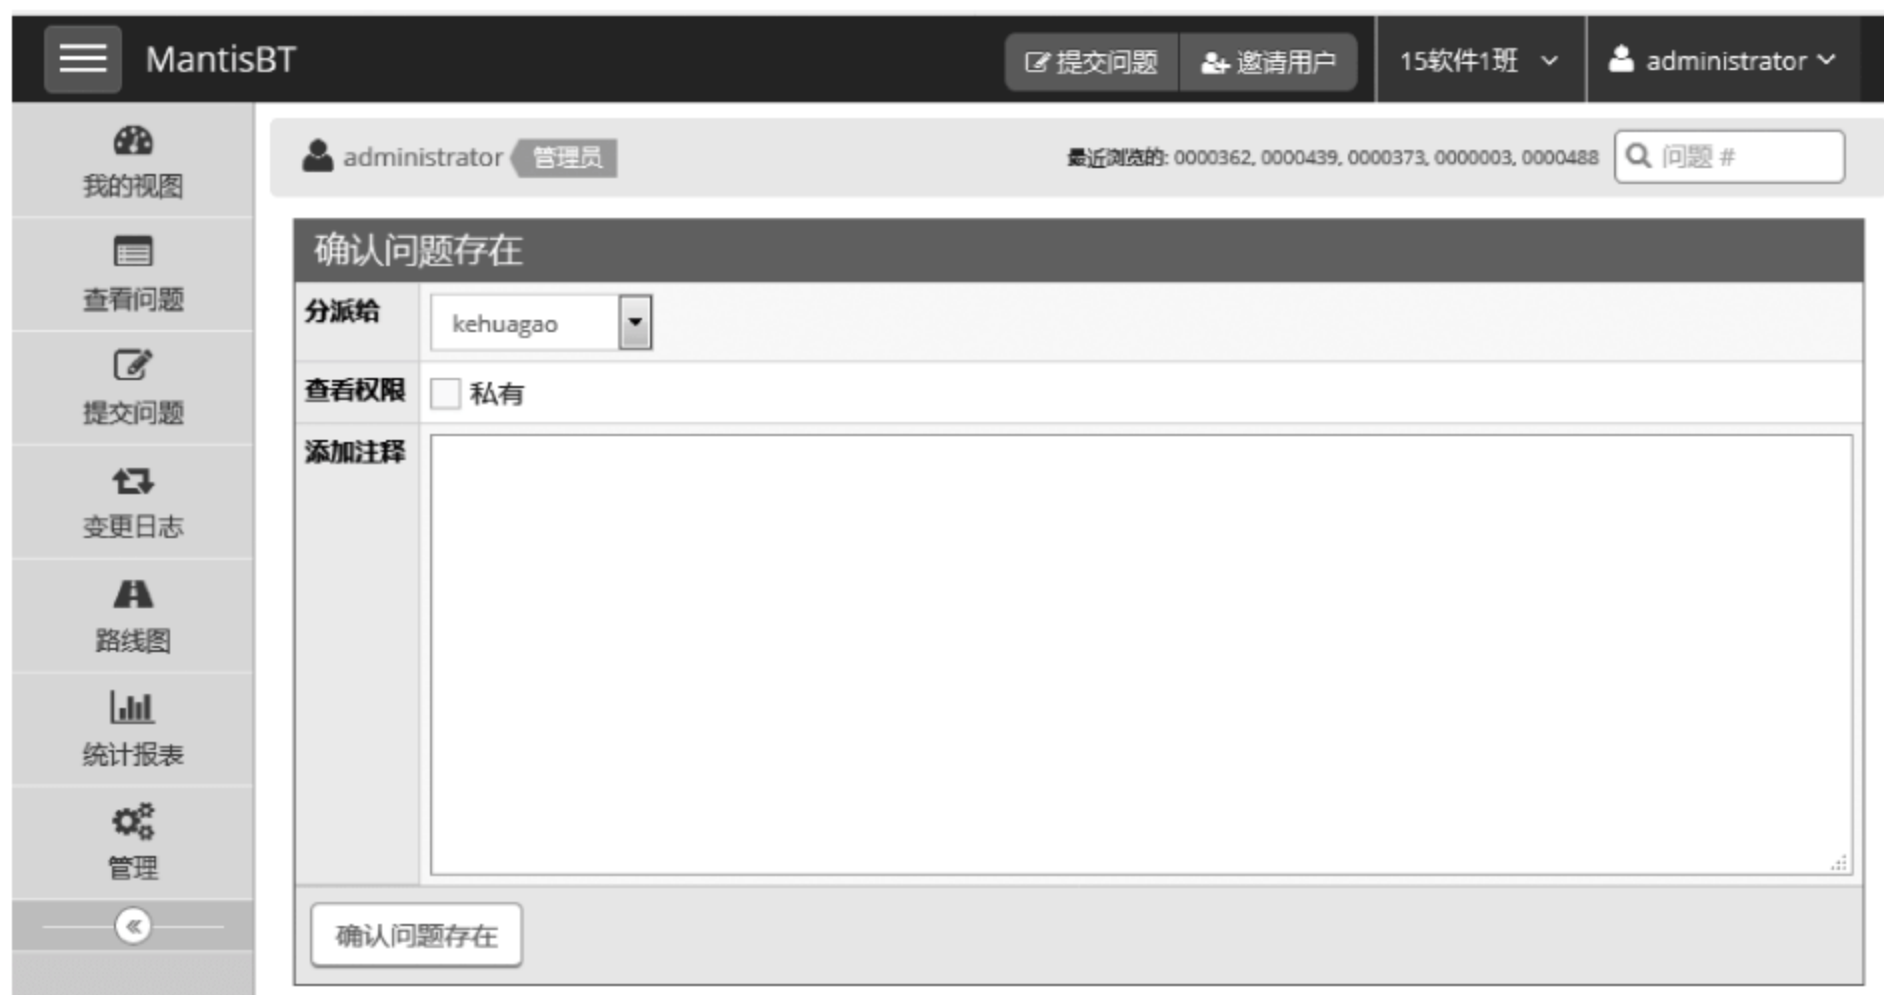 MantisBT 提交问题 邀请用户 15软件1班 administrator
administrator 管理员 最近浏览的: 0000362, 0000439, 0000373, 0000003, 0000488 问题 #
我的视图
查看问题
提交问题
变更日志
路线图
统计报表
管理
确认问题存在
分派给 kehuagao
查看权限 私有
添加注释
确认问题存在